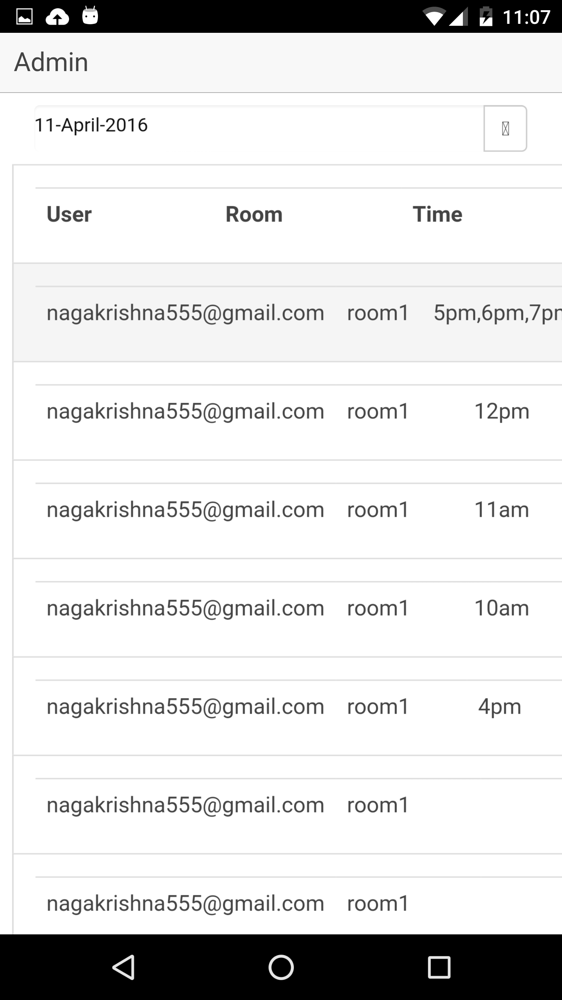 11:07
Admin
11-April-2016
User Room Time
nagakrishna555@gmail.com room1 5pm,6pm,7pm
nagakrishna555@gmail.com room1 12pm
nagakrishna555@gmail.com room1 11am
nagakrishna555@gmail.com room1 10am
nagakrishna555@gmail.com room1 4pm
nagakrishna555@gmail.com room1
nagakrishna555@gmail.com room1